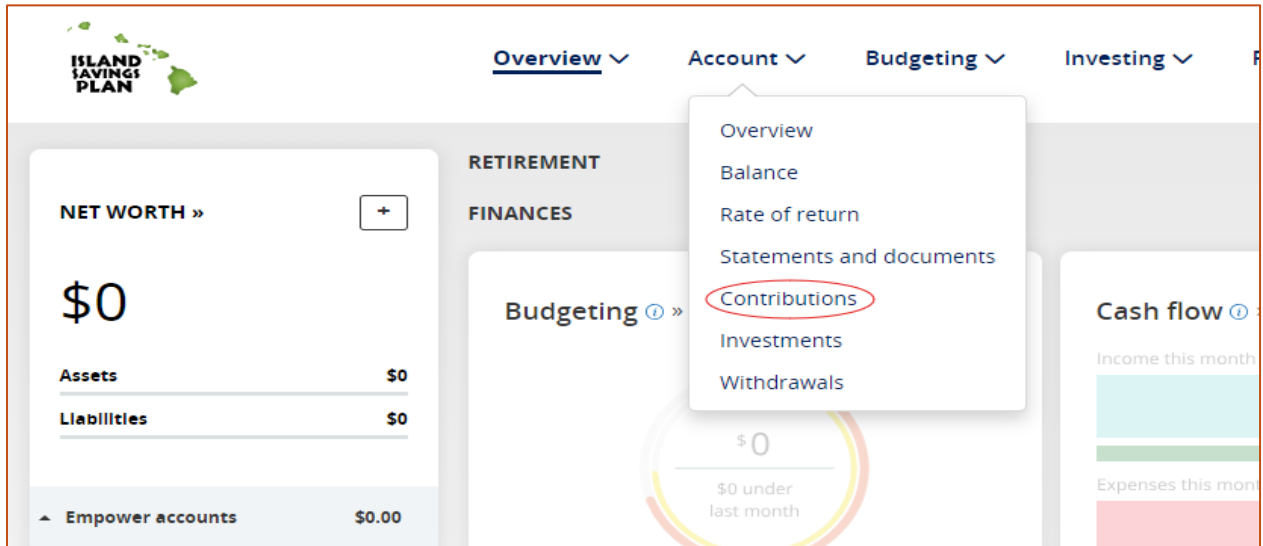 ISLAND
SAVINGS
PLAN
Overview Account Budgeting Investing
Overview
Balance
Rate of return
Statements and documents
Contributions
Investments
Withdrawals
NET WORTH »
+
$0
Assets $0
Liabilities $0
Empower accounts $0.00
RETIREMENT
FINANCES
Budgeting i »
$0
$0 under
last month
Cash flow i
Income this month
Expenses this